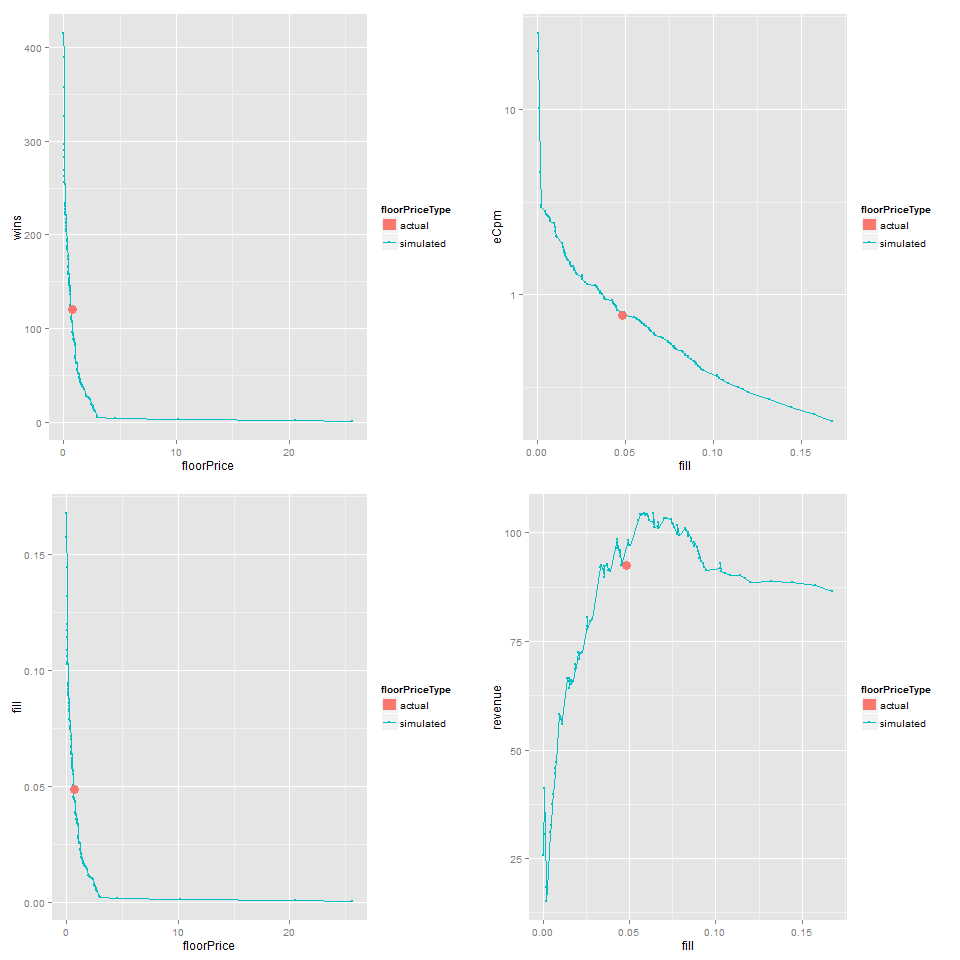 wins
400
300
200
100
0
0
10
20
floorPrice
floorPriceType
actual
simulated
eCpm
10
1
0.00
0.05
0.10
0.15
fill
floorPriceType
actual
simulated
fill
0.15
0.10
0.05
0.00
0
10
20
floorPrice
floorPriceType
actual
simulated
revenue
100
75
50
25
0.00
0.05
0.10
0.15
fill
floorPriceType
actual
simulated